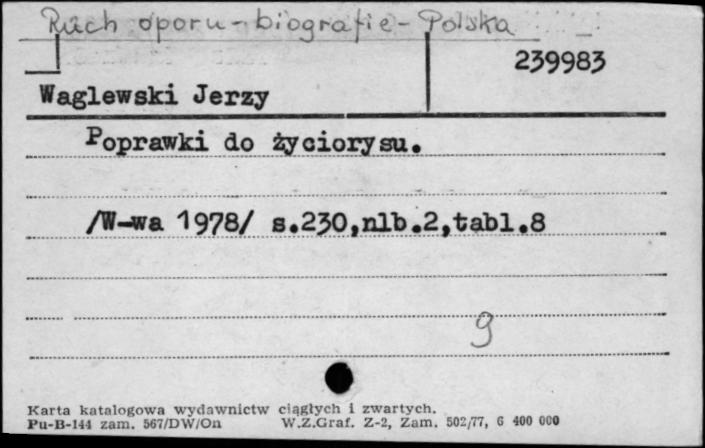 Ruch oporu - biografie - Polska
239983
Waglewski Jerzy
Poprawki do życiorysu.
/W-wa 1978/ s.230,nlb.2,tabl.8
9
Karta katalogowa wydawnictw ciągłych i zwartych.
Pu-B-144 zam. 567/DW/On W.Z.Graf. Z-2, Zam. 502/77, G 400 000